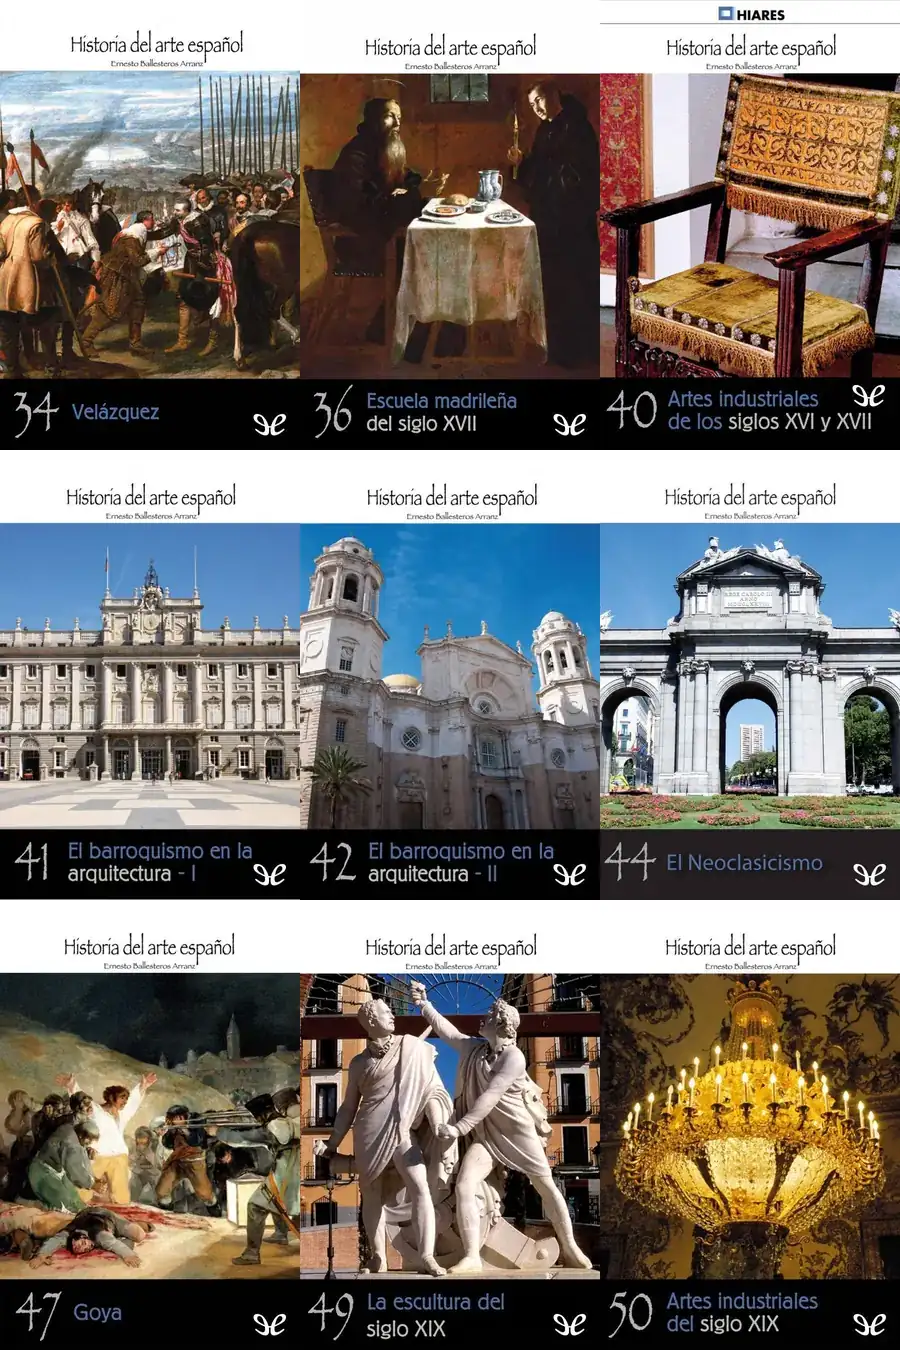 Historia del arte español
Ernesto Ballesteros Arranz
34 Velázquez
Historia del arte español
Ernesto Ballesteros Arranz
36 Escuela madrileña
del siglo XVII
HIARES
Historia del arte español
Ernesto Ballesteros Arranz
40 Artes industriales
de los siglos XVI y XVII
Historia del arte español
Ernesto Ballesteros Arranz
41 El barroquismo en la
arquitectura - I
Historia del arte español
Ernesto Ballesteros Arranz
42 El barroquismo en la
arquitectura - II
Historia del arte español
Ernesto Ballesteros Arranz
REGE CAROLO III
ANNO
MDCCLXXVIII
44 El Neoclasicismo
Historia del arte español
Ernesto Ballesteros Arranz
47 Goya
Historia del arte español
Ernesto Ballesteros Arranz
49 La escultura del
siglo XIX
Historia del arte español
Ernesto Ballesteros Arranz
50 Artes industriales
del siglo XIX